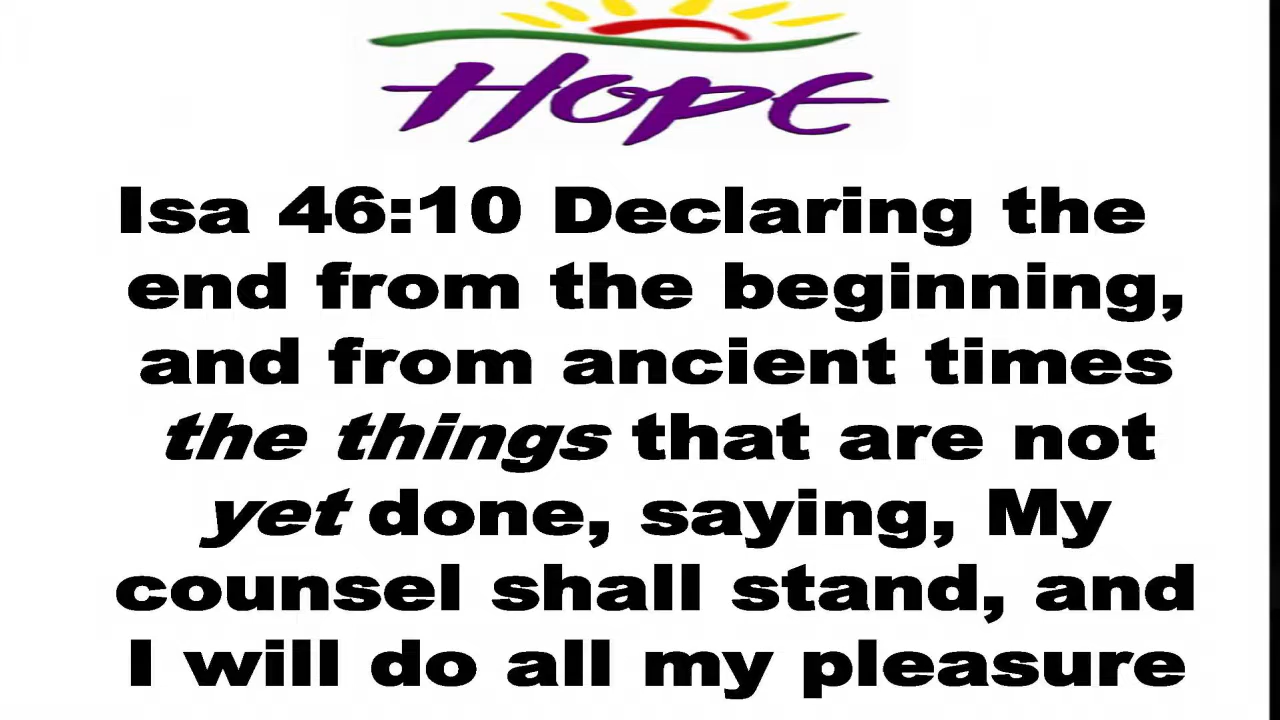 HOPE
Isa 46:10 Declaring the
end from the beginning,
and from ancient times
the things that are not
yet done, saying, My
counsel shall stand, and
I will do all my pleasure